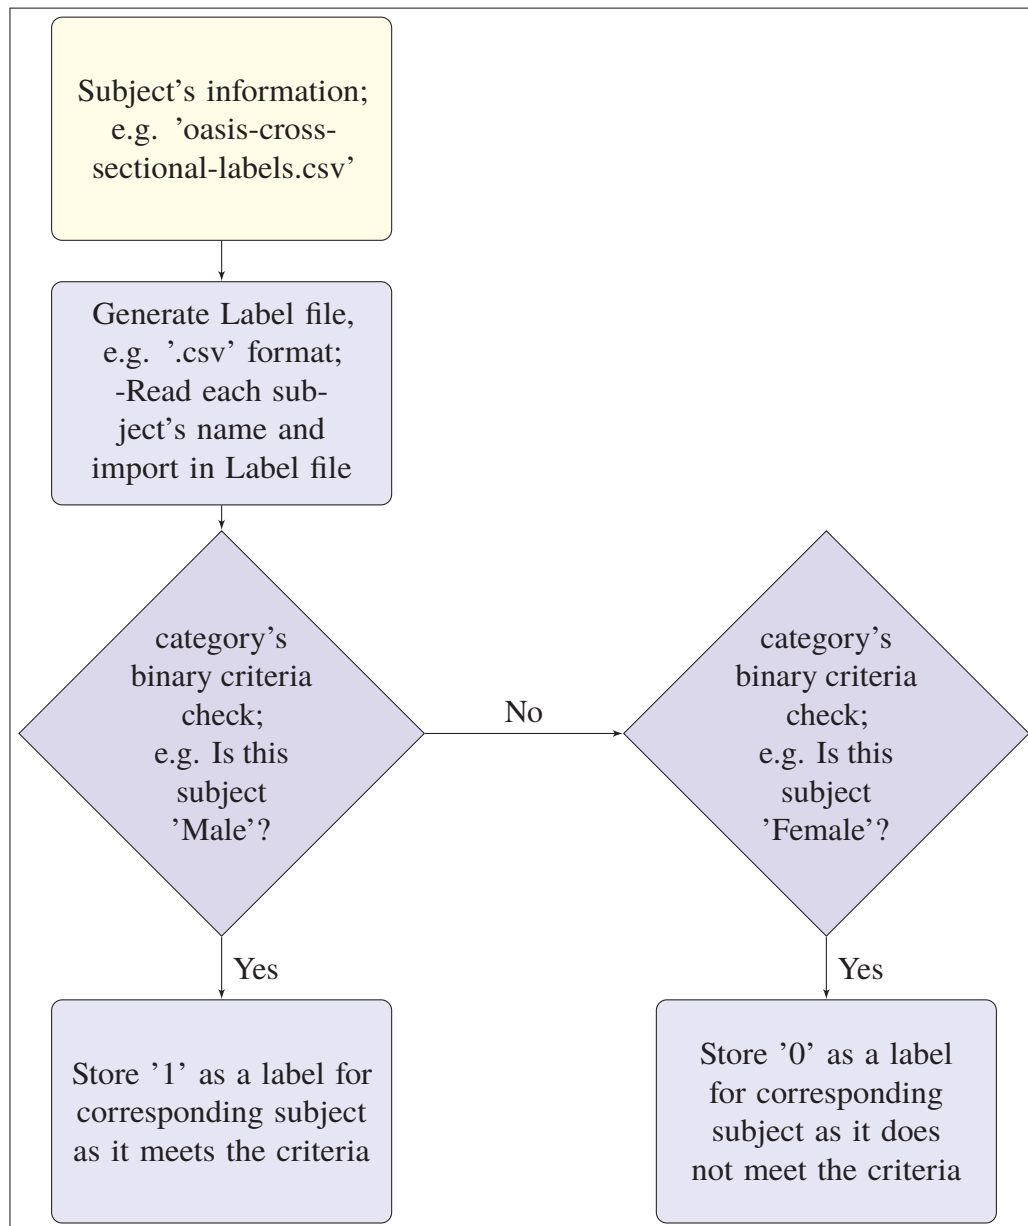 Subject’s information;
e.g. ’oasis-cross-
sectional-labels.csv’
Generate Label file,
e.g. ’.csv’ format;
-Read each sub-
ject’s name and
import in Label file
category’s
binary criteria
check;
e.g. Is this
subject
’Male’?
No
category’s
binary criteria
check;
e.g. Is this
subject
’Female’?
Yes
Yes
Store ’1’ as a label for
corresponding subject
as it meets the criteria
Store ’0’ as a label
for corresponding
subject as it does
not meet the criteria